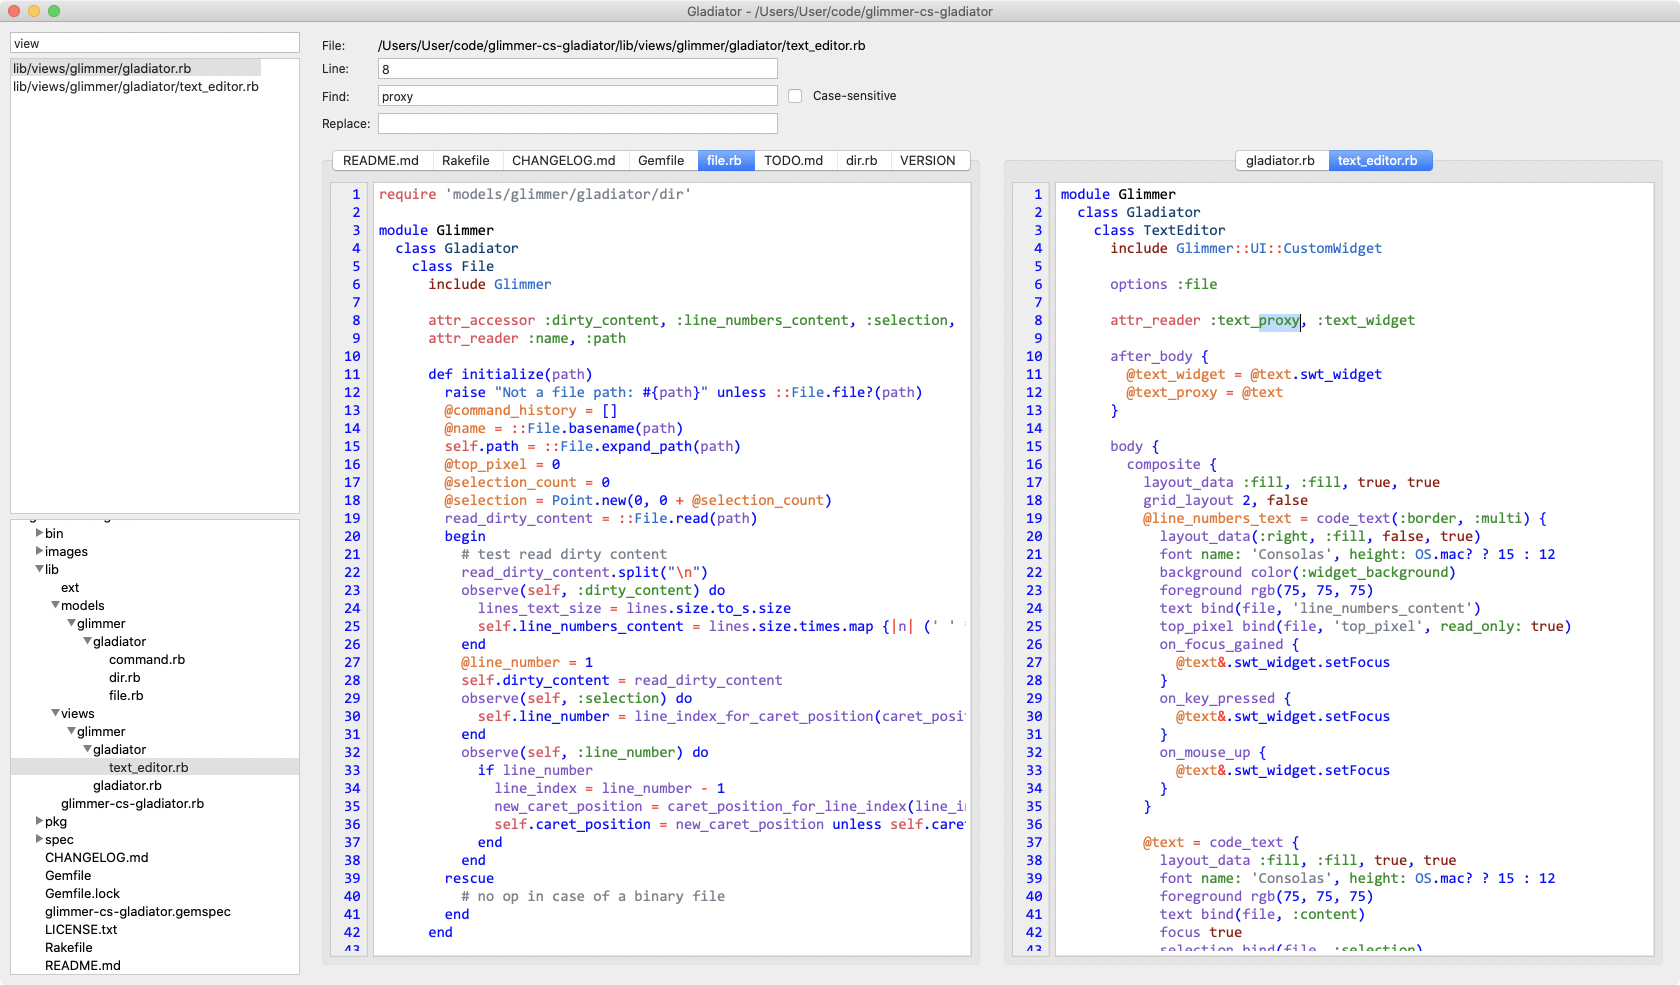 Gladiator - /Users/User/code/glimmer-cs-gladiator
view
lib/views/glimmer/gladiator.rb
lib/views/glimmer/gladiator/text_editor.rb
bin
images
lib
ext
models
glimmer
gladiator
command.rb
dir.rb
file.rb
views
glimmer
gladiator
text_editor.rb
gladiator.rb
glimmer-cs-gladiator.rb
pkg
spec
CHANGELOG.md
Gemfile
Gemfile.lock
glimmer-cs-gladiator.gemspec
LICENSE.txt
Rakefile
README.md
File: /Users/User/code/glimmer-cs-gladiator/lib/views/glimmer/gladiator/text_editor.rb
Line: 8
Find: proxy Case-sensitive
Replace:
README.md Rakefile CHANGELOG.md Gemfile file.rb TODO.md dir.rb VERSION
1 require 'models/glimmer/gladiator/dir'
2
3 module Glimmer
4 class Gladiator
5 class File
6 include Glimmer
7
8 attr_accessor :dirty_content, :line_numbers_content, :selection,
9 attr_reader :name, :path
10
11 def initialize(path)
12 raise "Not a file path: #{path}" unless ::File.file?(path)
13 @command_history = []
14 @name = ::File.basename(path)
15 self.path = ::File.expand_path(path)
16 @top_pixel = 0
17 @selection_count = 0
18 @selection = Point.new(0, 0 + @selection_count)
19 read_dirty_content = ::File.read(path)
20 begin
21 # test read dirty content
22 read_dirty_content.split("\n")
23 observe(self, :dirty_content) do
24 lines_text_size = lines.size.to_s.size
25 self.line_numbers_content = lines.size.times.map {|n| (' '
26 end
27 @line_number = 1
28 self.dirty_content = read_dirty_content
29 observe(self, :selection) do
30 self.line_number = line_index_for_caret_position(caret_posi
31 end
32 observe(self, :line_number) do
33 if line_number
34 line_index = line_number - 1
35 new_caret_position = caret_position_for_line_index(line_i
36 self.caret_position = new_caret_position unless self.care
37 end
38 end
39 rescue
40 # no op in case of a binary file
41 end
42 end
43
gladiator.rb text_editor.rb
1 module Glimmer
2 class Gladiator
3 class TextEditor
4 include Glimmer::UI::CustomWidget
5
6 options :file
7
8 attr_reader :text_proxy, :text_widget
9
10 after_body {
11 @text_widget = @text.swt_widget
12 @text_proxy = @text
13 }
14
15 body {
16 composite {
17 layout_data :fill, :fill, true, true
18 grid_layout 2, false
19 @line_numbers_text = code_text(:border, :multi) {
20 layout_data(:right, :fill, false, true)
21 font name: 'Consolas', height: OS.mac? ? 15 : 12
22 background color(:widget_background)
23 foreground rgb(75, 75, 75)
24 text bind(file, 'line_numbers_content')
25 top_pixel bind(file, 'top_pixel', read_only: true)
26 on_focus_gained {
27 @text&.swt_widget.setFocus
28 }
29 on_key_pressed {
30 @text&.swt_widget.setFocus
31 }
32 on_mouse_up {
33 @text&.swt_widget.setFocus
34 }
35 }
36
37 @text = code_text {
38 layout_data :fill, :fill, true, true
39 font name: 'Consolas', height: OS.mac? ? 15 : 12
40 foreground rgb(75, 75, 75)
41 text bind(file, :content)
42 focus true
43 selection bind(file, :selection)